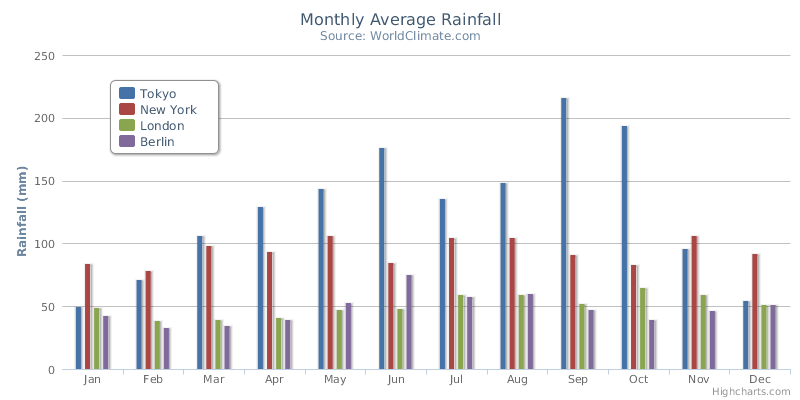 Monthly Average Rainfall
Source: WorldClimate.com
250
200
150
100
50
0
Rainfall (mm)
Tokyo
New York
London
Berlin
Jan Feb Mar Apr May Jun Jul Aug Sep Oct Nov Dec
Highcharts.com